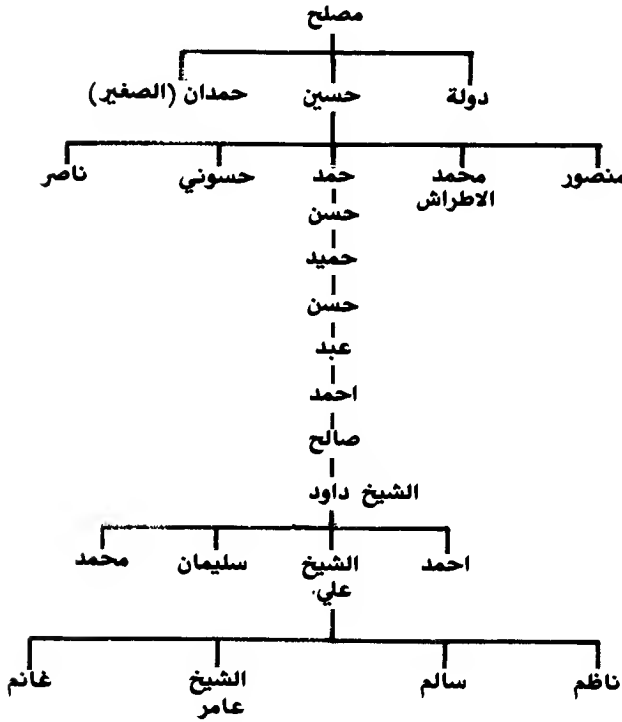 مصلح
دولة حسين حمدان (الصغير)
منصور محمد الاطراش حمد حسوني ناصر
حسن
حميد
حسن
عبد
احمد
صالح
الشيخ داود
احمد الشيخ علي. سليمان محمد
ناظم سالم الشيخ عامر غانم